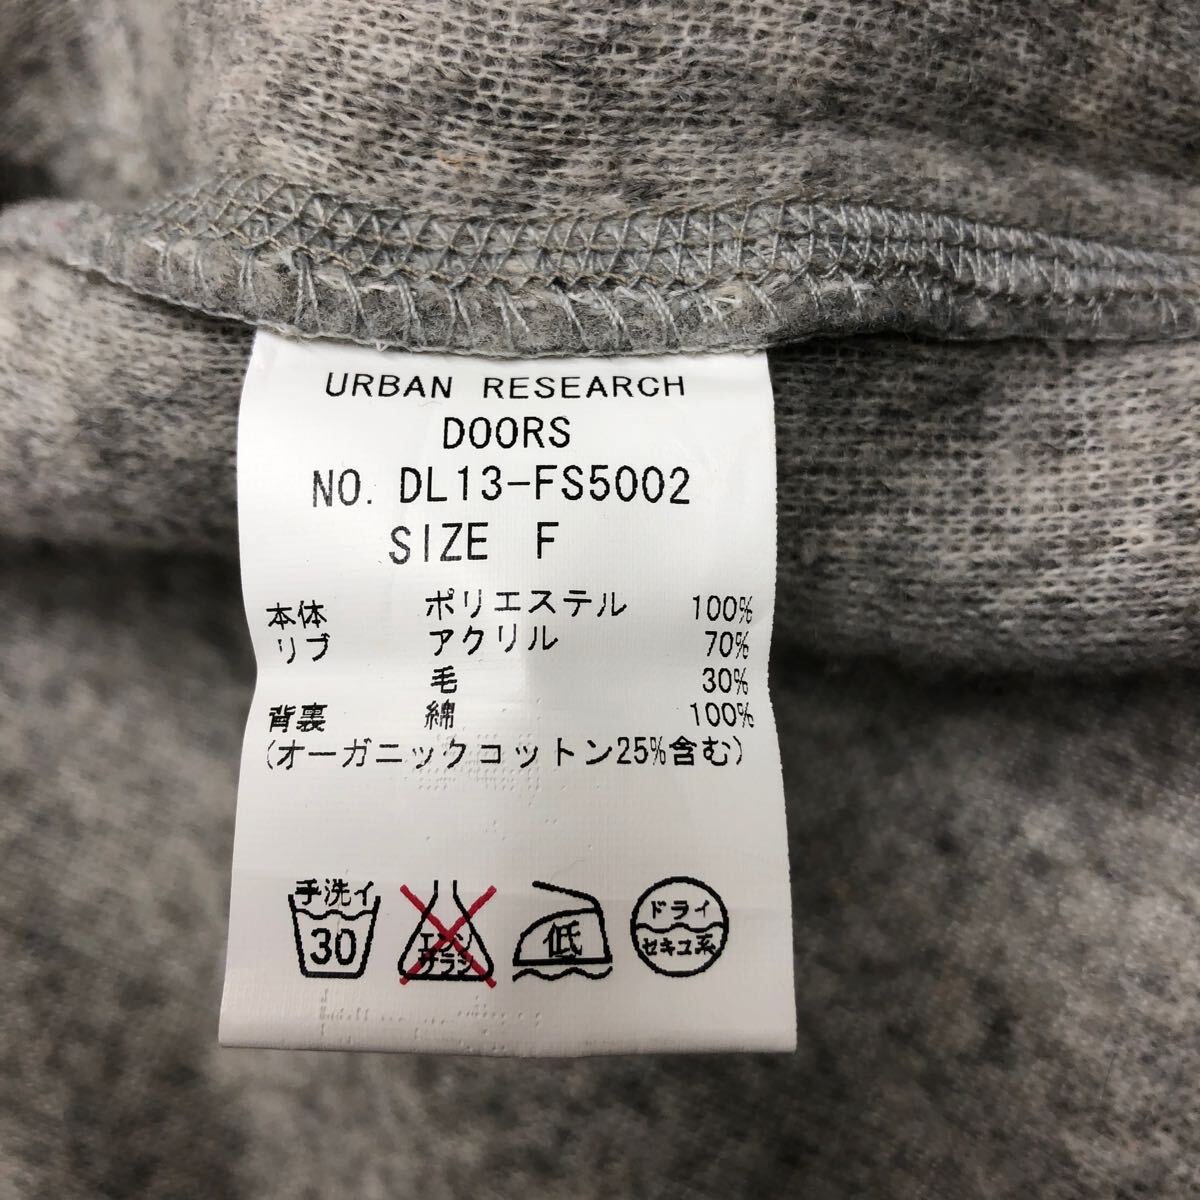 URBAN RESEARCH
DOORS
NO. DL13-FS5002
SIZE F
本体 ポリエステル 100%
リブ アクリル 70%
毛 30%
背裏 綿 100%
(オーガニックコットン25%含む)
手洗イ
30
エンソ
サラシ
低
ドライ
セキユ系